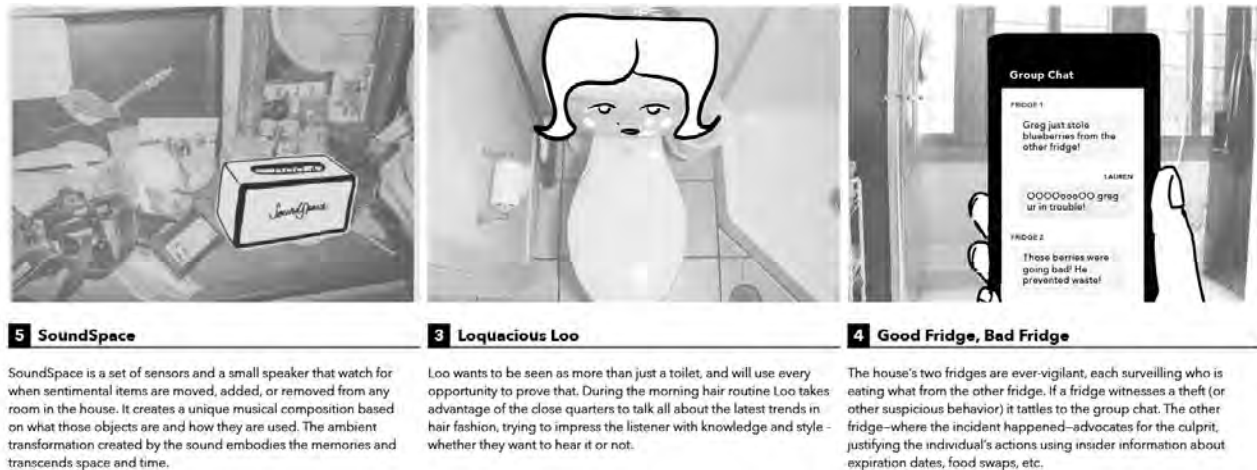 SoundSpace
Group Chat
FRIDGE 1
Greg just stole
blueberries from the
other fridge!
LAUREN
OOOOoooOO greg
ur in trouble!
FRIDGE 2
Those berries were
going bad! He
prevented waste!
5 SoundSpace
SoundSpace is a set of sensors and a small speaker that watch for
when sentimental items are moved, added, or removed from any
room in the house. It creates a unique musical composition based
on what those objects are and how they are used. The ambient
transformation created by the sound embodies the memories and
transcends space and time.
3 Loquacious Loo
Loo wants to be seen as more than just a toilet, and will use every
opportunity to prove that. During the morning hair routine Loo takes
advantage of the close quarters to talk all about the latest trends in
hair fashion, trying to impress the listener with knowledge and style -
whether they want to hear it or not.
4 Good Fridge, Bad Fridge
The house's two fridges are ever-vigilant, each surveilling who is
eating what from the other fridge. If a fridge witnesses a theft (or
other suspicious behavior) it tattles to the group chat. The other
fridge–where the incident happened–advocates for the culprit,
justifying the individual's actions using insider information about
expiration dates, food swaps, etc.